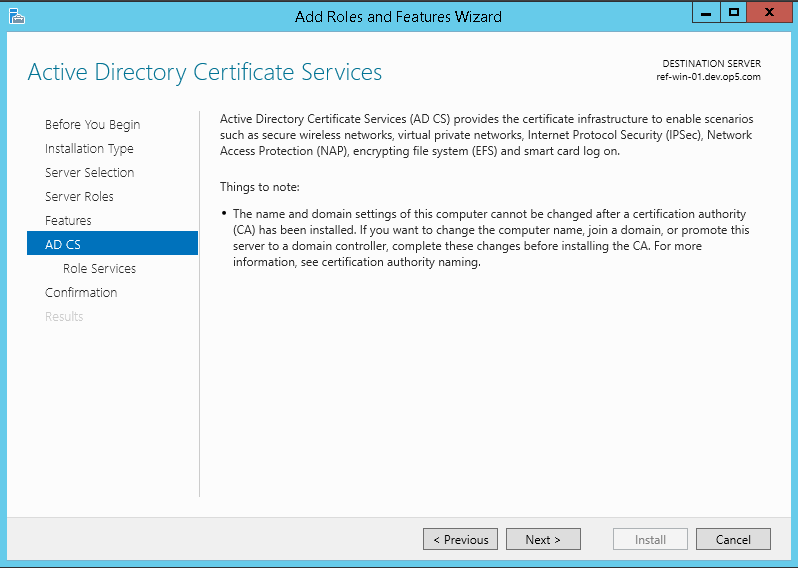 Add Roles and Features Wizard
Active Directory Certificate Services
DESTINATION SERVER
ref-win-01.dev.op5.com
Before You Begin
Installation Type
Server Selection
Server Roles
Features
AD CS
Role Services
Confirmation
Results
Active Directory Certificate Services (AD CS) provides the certificate infrastructure to enable scenarios
such as secure wireless networks, virtual private networks, Internet Protocol Security (IPSec), Network
Access Protection (NAP), encrypting file system (EFS) and smart card log on.
Things to note:
• The name and domain settings of this computer cannot be changed after a certification authority
(CA) has been installed. If you want to change the computer name, join a domain, or promote this
server to a domain controller, complete these changes before installing the CA. For more
information, see certification authority naming.
< Previous
Next >
Install
Cancel